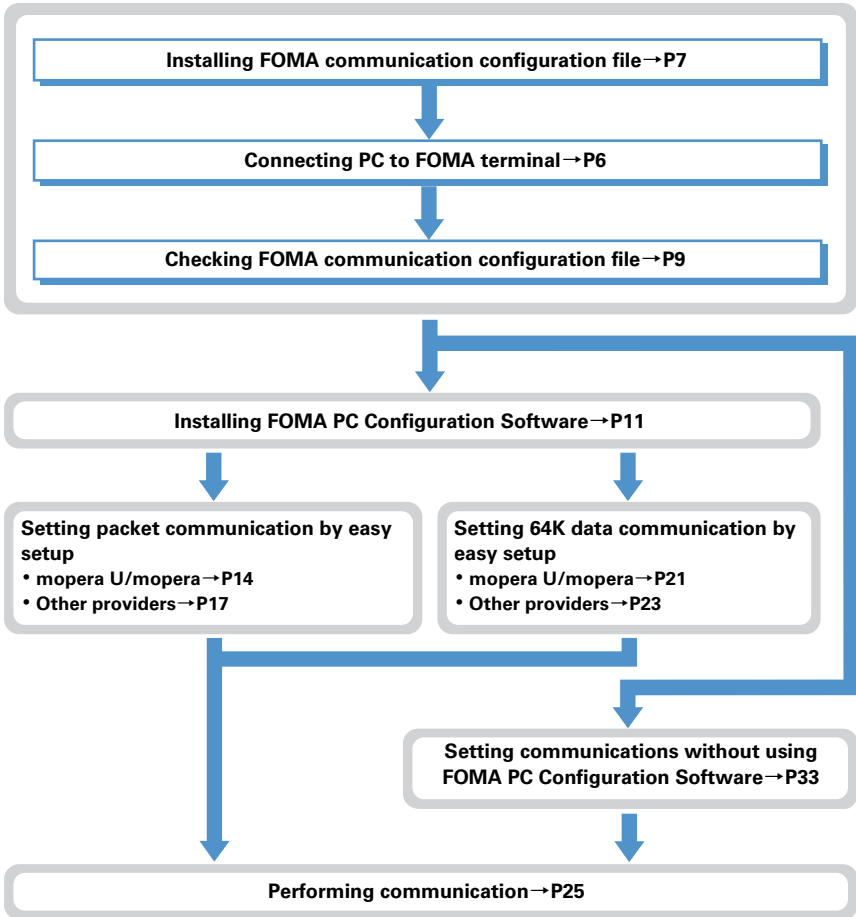 Installing FOMA communication configuration file→P7
Connecting PC to FOMA terminal→P6
Checking FOMA communication configuration file→P9
Installing FOMA PC Configuration Software→P11
Setting packet communication by easy
setup
• mopera U/mopera→P14
• Other providers→P17
Setting 64K data communication by
easy setup
• mopera U/mopera→P21
• Other providers→P23
Setting communications without using
FOMA PC Configuration Software→P33
Performing communication→P25